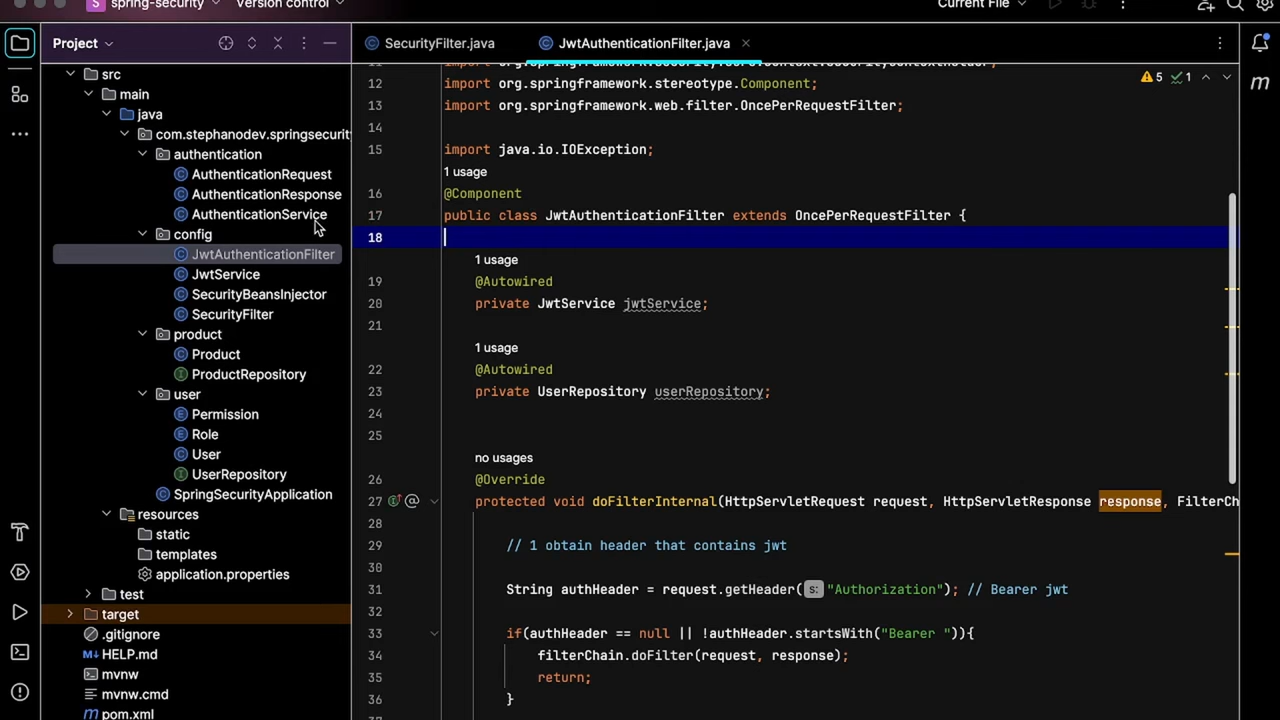 S spring-security
Version control
Current File
Project
SecurityFilter.java
JwtAuthenticationFilter.java
src
main
java
com.stephanodev.springsecurity
authentication
AuthenticationRequest
AuthenticationResponse
AuthenticationService
config
JwtAuthenticationFilter
JwtService
SecurityBeansInjector
SecurityFilter
product
Product
ProductRepository
user
Permission
Role
User
UserRepository
SpringSecurityApplication
resources
static
templates
application.properties
test
target
.gitignore
HELP.md
mvnw
mvnw.cmd
pom.xml
5 1
12 import org.springframework.stereotype.Component;
13 import org.springframework.web.filter.OncePerRequestFilter;
14
15 import java.io.IOException;
1 usage
16 @Component
17 public class JwtAuthenticationFilter extends OncePerRequestFilter {
18
1 usage
19 @Autowired
20 private JwtService jwtService;
21
1 usage
22 @Autowired
23 private UserRepository userRepository;
24
25
no usages
26 @Override
27 protected void doFilterInternal(HttpServletRequest request, HttpServletResponse response, FilterCh
28
29 // 1 obtain header that contains jwt
30
31 String authHeader = request.getHeader( s: "Authorization"); // Bearer jwt
32
33 if(authHeader == null || !authHeader.startsWith("Bearer ")){
34 filterChain.doFilter(request, response);
35 return;
36 }